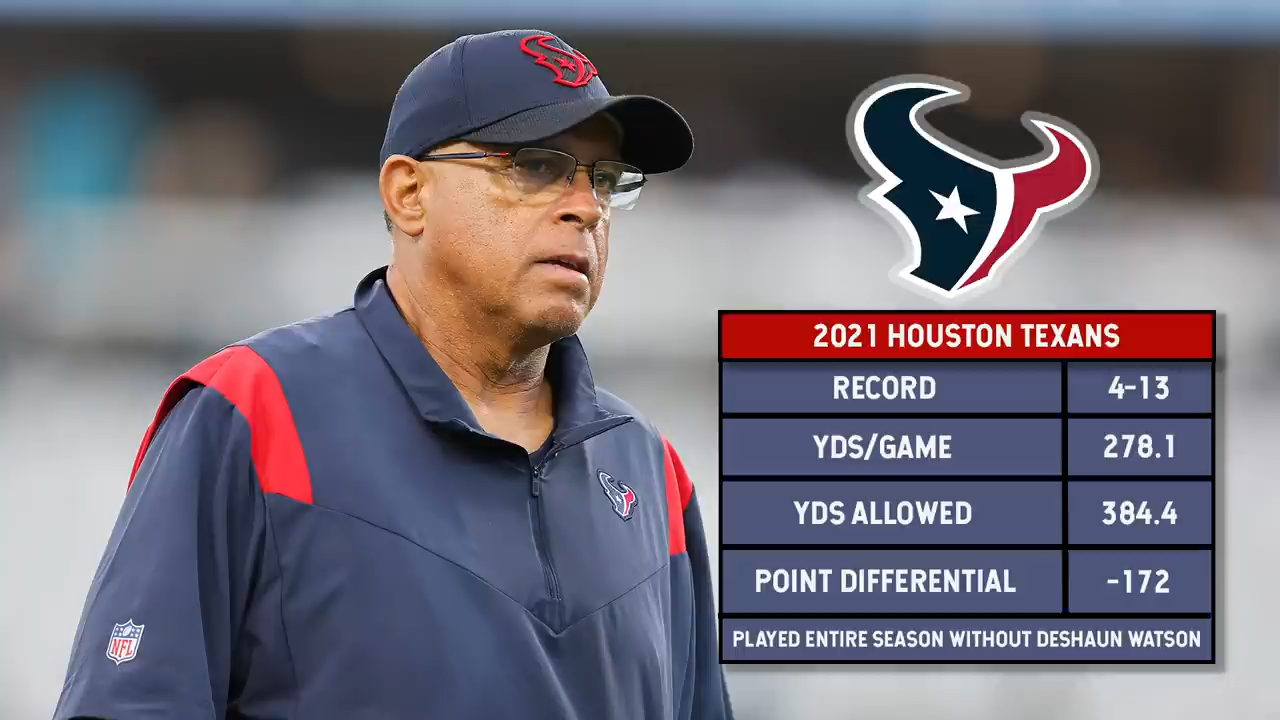 2021 HOUSTON TEXANS
RECORD 4-13
YDS/GAME 278.1
YDS ALLOWED 384.4
POINT DIFFERENTIAL -172
PLAYED ENTIRE SEASON WITHOUT DESHAUN WATSON
NFL